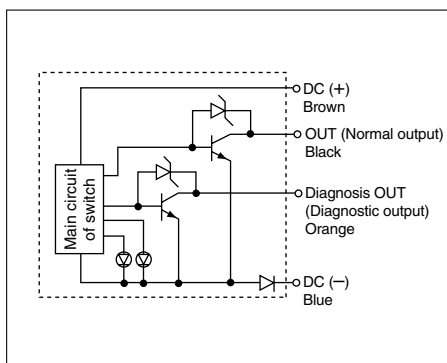 DC (+)
Brown
OUT (Normal output)
Black
Diagnosis OUT
(Diagnostic output)
Orange
Main circuit
of switch
DC (−)
Blue